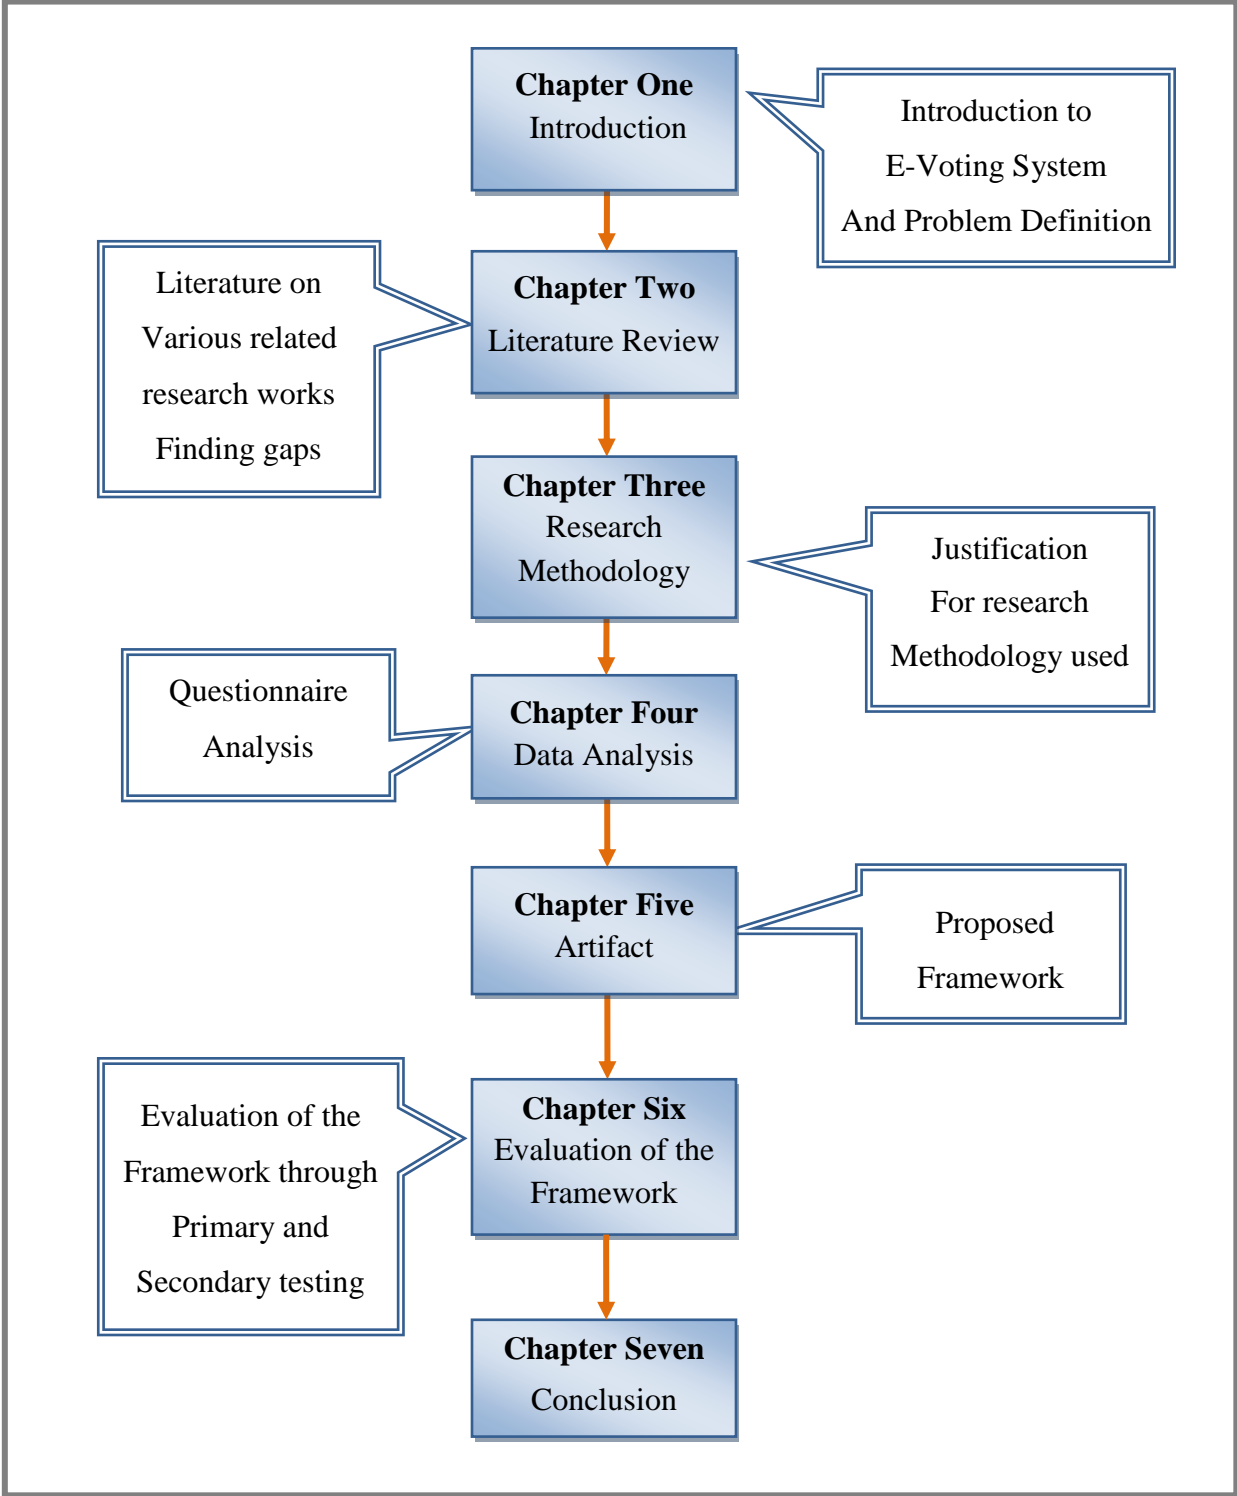 Chapter One
Introduction
Introduction to
E-Voting System
And Problem Definition
Literature on
Various related
research works
Finding gaps
Chapter Two
Literature Review
Chapter Three
Research
Methodology
Justification
For research
Methodology used
Questionnaire
Analysis
Chapter Four
Data Analysis
Chapter Five
Artifact
Proposed
Framework
Evaluation of the
Framework through
Primary and
Secondary testing
Chapter Six
Evaluation of the
Framework
Chapter Seven
Conclusion